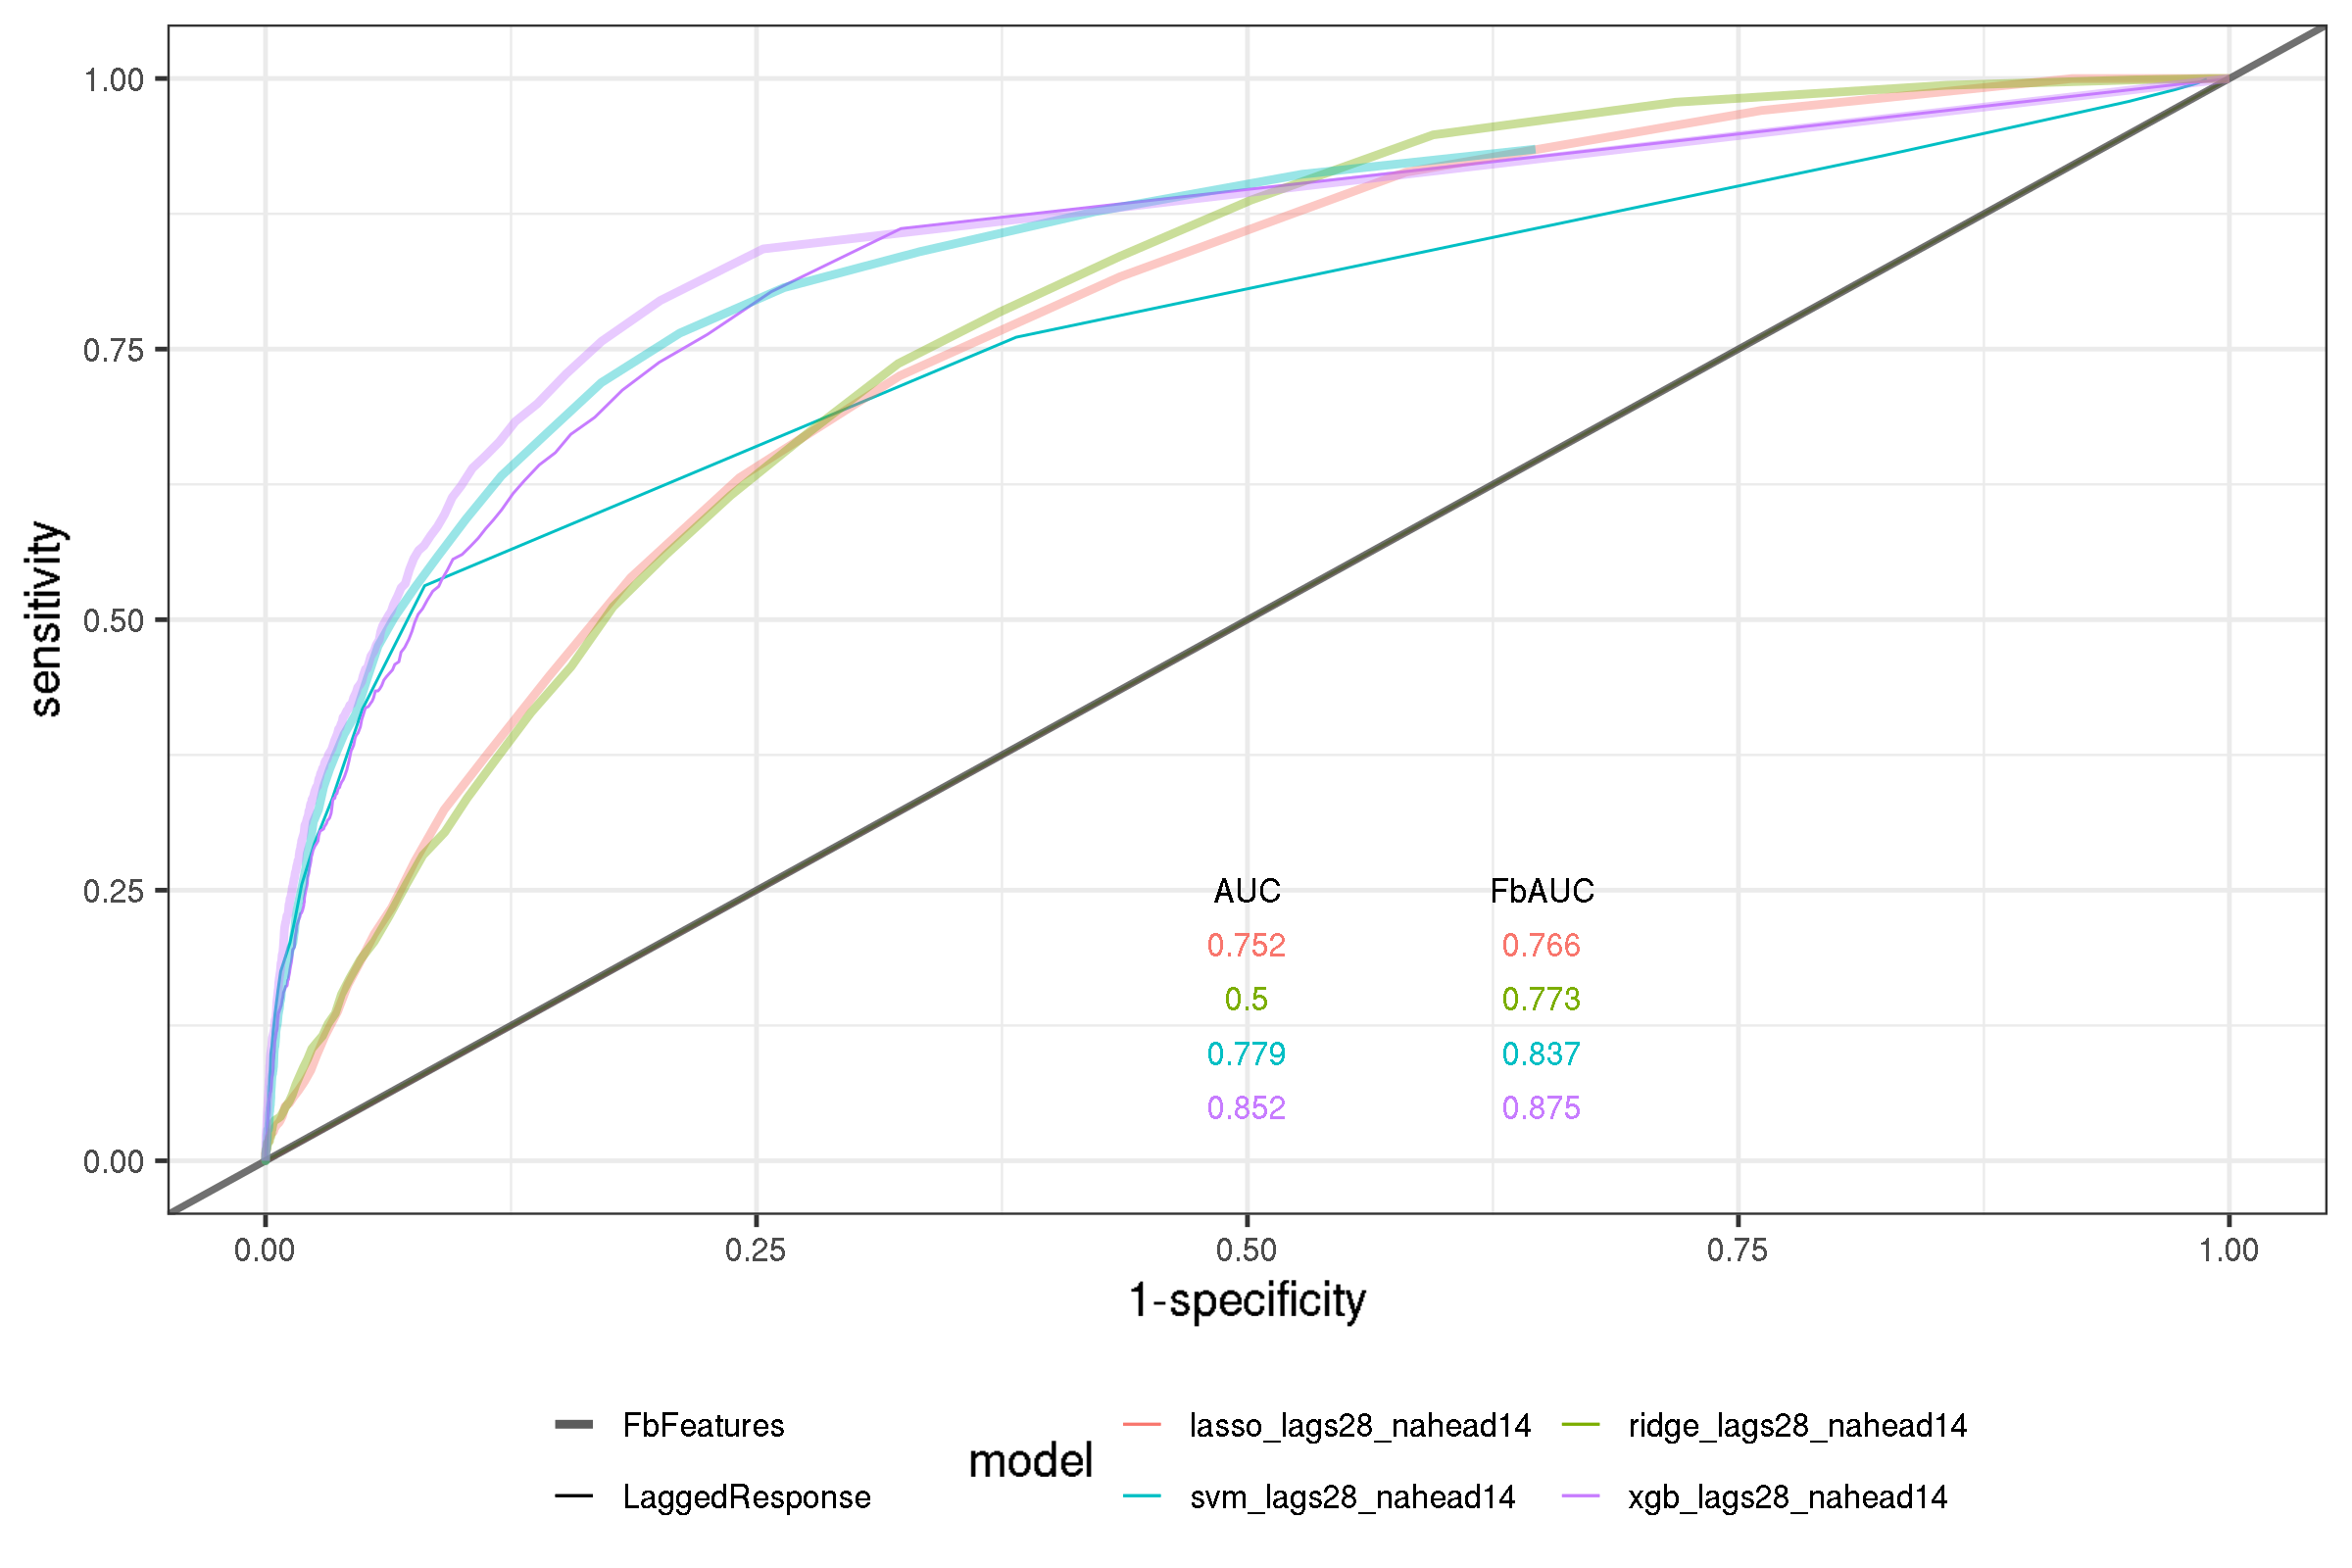 1.00
0.75
0.50
0.25
0.00
sensitivity
AUC FbAUC
0.752 0.766
0.5 0.773
0.779 0.837
0.852 0.875
0.00 0.25 0.50 0.75 1.00
1-specificity
FbFeatures
LaggedResponse
model
lasso_lags28_nahead14 ridge_lags28_nahead14
svm_lags28_nahead14 xgb_lags28_nahead14